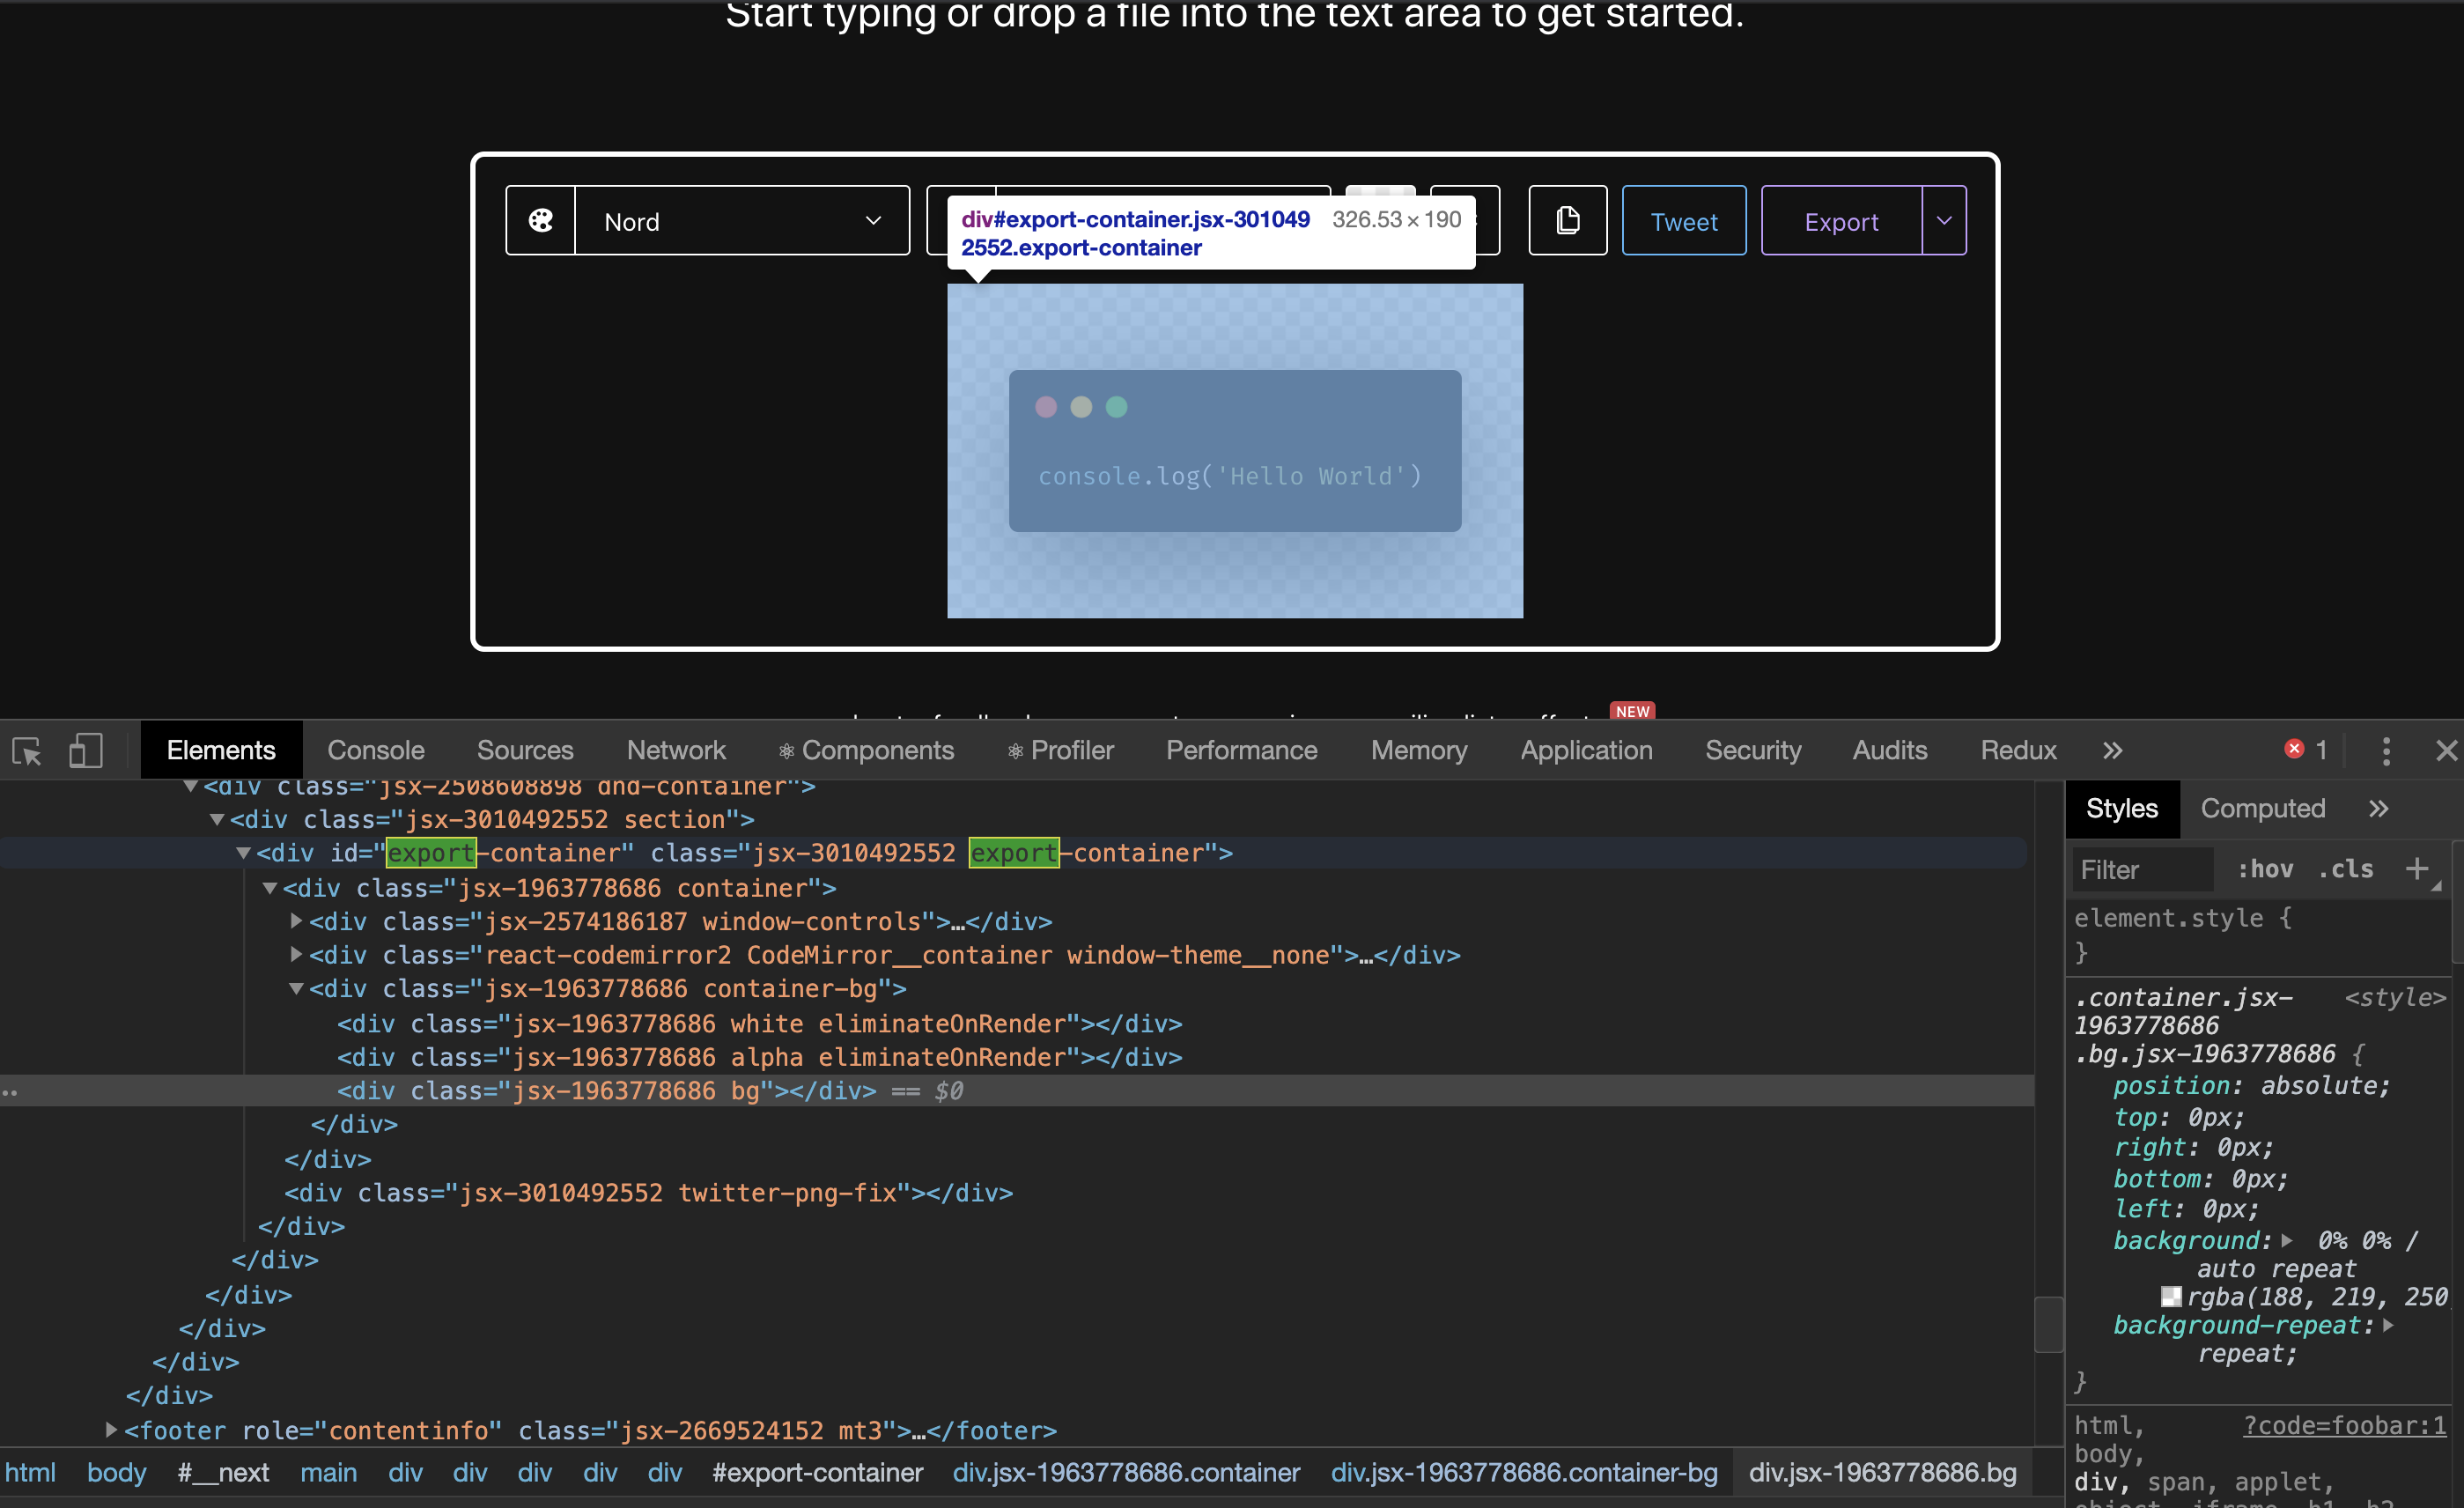 Start typing or drop a file into the text area to get started.
Nord
div#export-container.jsx-301049 326.53 × 190
2552.export-container
Tweet
Export
console.log('Hello World')
NEW
Elements Console Sources Network Components Profiler Performance Memory Application Security Audits Redux 1
<div class="jsx-2508608898 dnd-container">
<div class="jsx-3010492552 section">
<div id="export-container" class="jsx-3010492552 export-container">
<div class="jsx-1963778686 container">
<div class="jsx-2574186187 window-controls">…</div>
<div class="react-codemirror2 CodeMirror__container window-theme__none">…</div>
<div class="jsx-1963778686 container-bg">
<div class="jsx-1963778686 white eliminateOnRender"></div>
<div class="jsx-1963778686 alpha eliminateOnRender"></div>
<div class="jsx-1963778686 bg"></div> == $0
</div>
</div>
<div class="jsx-3010492552 twitter-png-fix"></div>
</div>
</div>
</div>
</div>
</div>
</div>
<footer role="contentinfo" class="jsx-2669524152 mt3">…</footer>
html body #__next main div div div div div #export-container div.jsx-1963778686.container div.jsx-1963778686.container-bg div.jsx-1963778686.bg
Styles Computed
Filter :hov .cls +
element.style {
}
.container.jsx- <style>
1963778686
.bg.jsx-1963778686 {
position: absolute;
top: 0px;
right: 0px;
bottom: 0px;
left: 0px;
background: 0% 0% /
auto repeat
rgba(188, 219, 250
background-repeat:
repeat;
}
html, ?code=foobar:1
body,
div, span, applet,